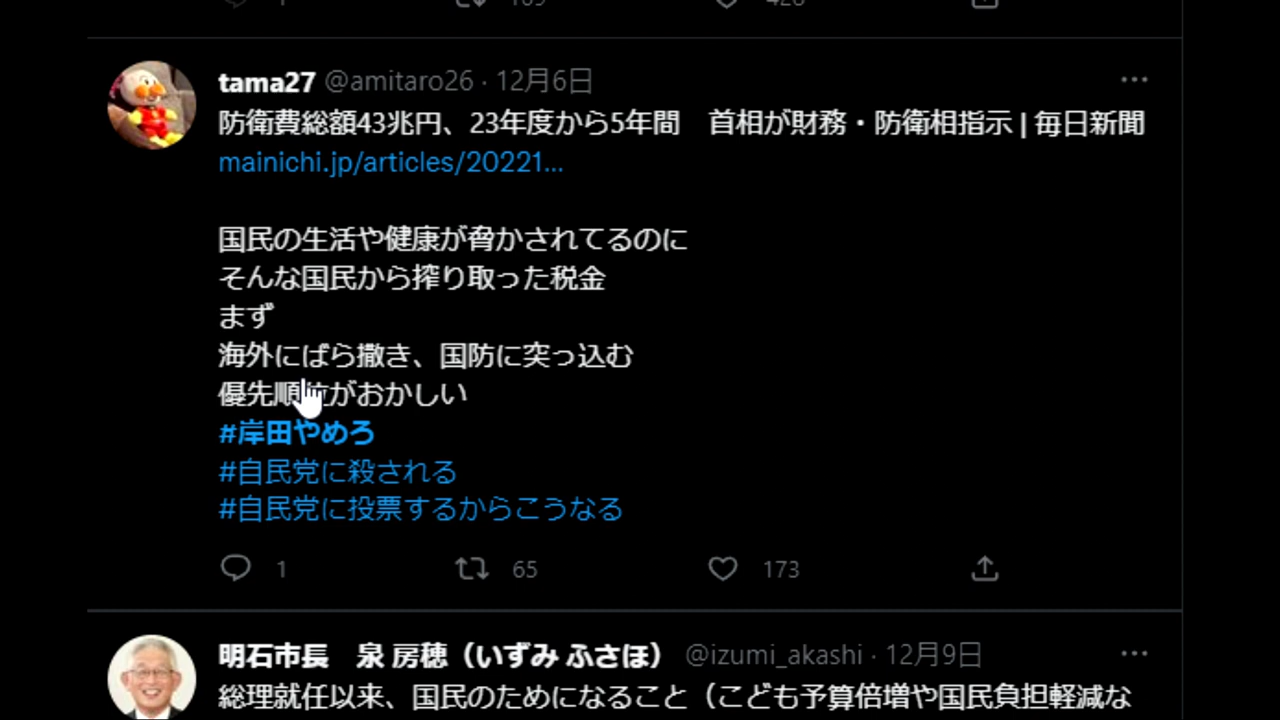 tama27 @amitaro26 · 12月6日
防衛費総額43兆円、23年度から5年間　首相が財務・防衛相指示 | 毎日新聞
mainichi.jp/articles/20221...
国民の生活や健康が脅かされてるのに
そんな国民から搾り取った税金
まず
海外にばら撒き、国防に突っ込む
優先順位がおかしい
#岸田やめろ
#自民党に殺される
#自民党に投票するからこうなる
1 65 173
明石市長　泉 房穂（いずみ ふさほ） @izumi_akashi · 12月9日
総理就任以来、国民のためになること（こども予算倍増や国民負担軽減な